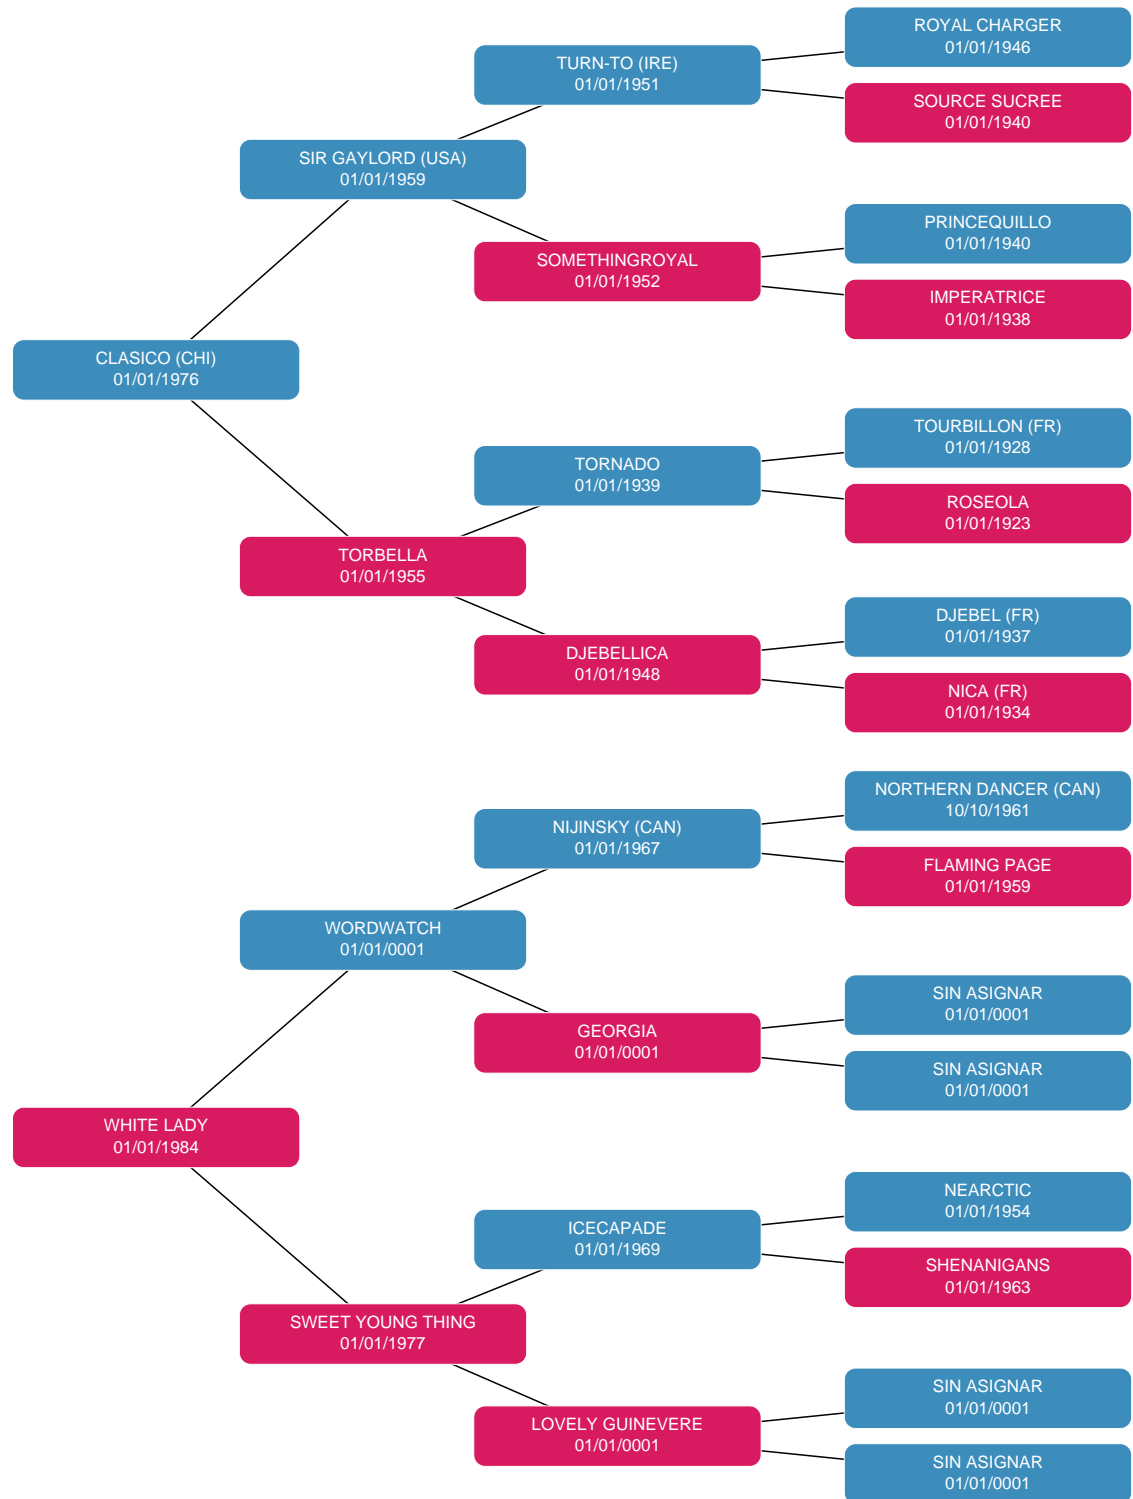 ROYAL CHARGER
01/01/1946
TURN-TO (IRE)
01/01/1951
SOURCE SUCREE
01/01/1940
SIR GAYLORD (USA)
01/01/1959
PRINCEQUILLO
01/01/1940
SOMETHINGROYAL
01/01/1952
IMPERATRICE
01/01/1938
CLASICO (CHI)
01/01/1976
TOURBILLON (FR)
01/01/1928
TORNADO
01/01/1939
ROSEOLA
01/01/1923
TORBELLA
01/01/1955
DJEBEL (FR)
01/01/1937
DJEBELLICA
01/01/1948
NICA (FR)
01/01/1934
NORTHERN DANCER (CAN)
10/10/1961
NIJINSKY (CAN)
01/01/1967
FLAMING PAGE
01/01/1959
WORDWATCH
01/01/0001
SIN ASIGNAR
01/01/0001
GEORGIA
01/01/0001
SIN ASIGNAR
01/01/0001
WHITE LADY
01/01/1984
NEARCTIC
01/01/1954
ICECAPADE
01/01/1969
SHENANIGANS
01/01/1963
SWEET YOUNG THING
01/01/1977
SIN ASIGNAR
01/01/0001
LOVELY GUINEVERE
01/01/0001
SIN ASIGNAR
01/01/0001